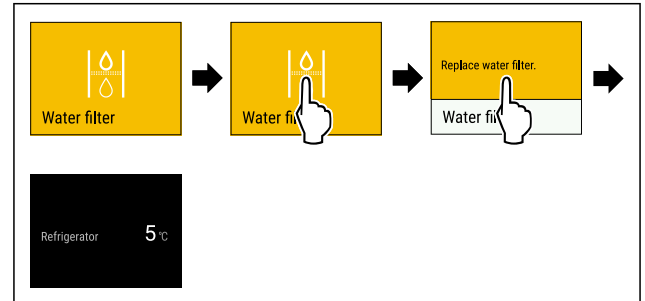 Water filter
Water fi
Replace water filter.
Water fi
Refrigerator 5 °C